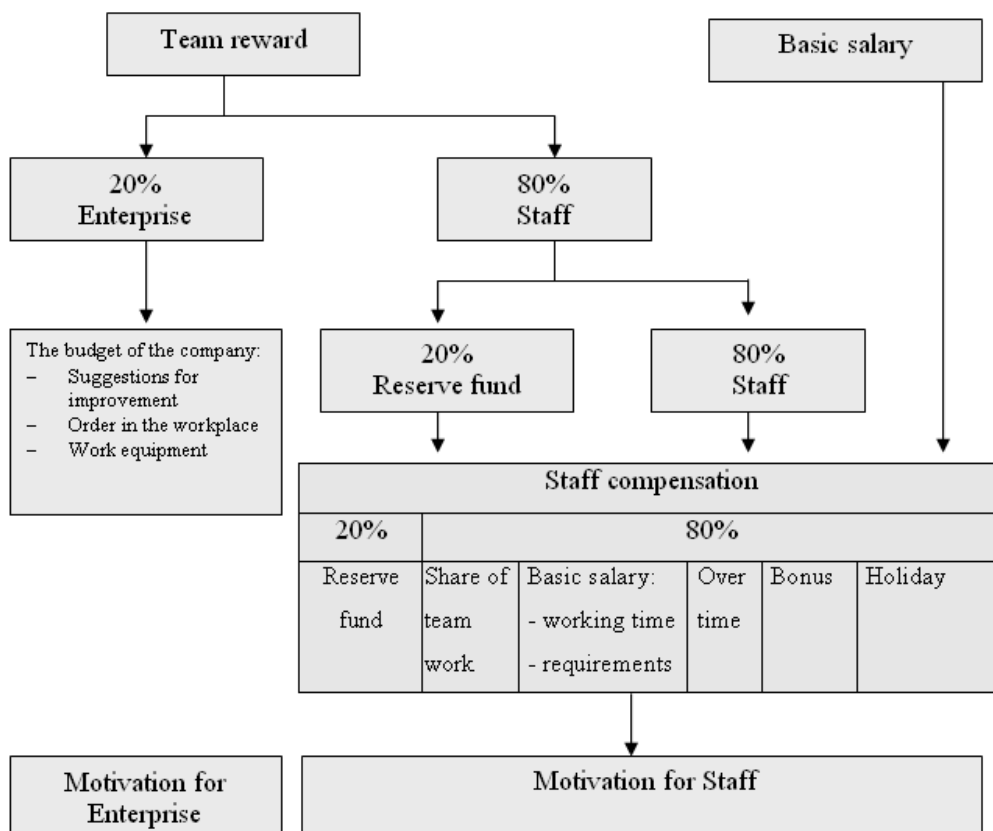 Team reward
Basic salary
20%
Enterprise
80%
Staff
The budget of the company:
– Suggestions for
improvement
– Order in the workplace
– Work equipment
20%
Reserve fund
80%
Staff
Staff compensation
20%
80%
Reserve
fund
Share of
team
work
Basic salary:
- working time
- requirements
Over
time
Bonus
Holiday
Motivation for
Enterprise
Motivation for Staff